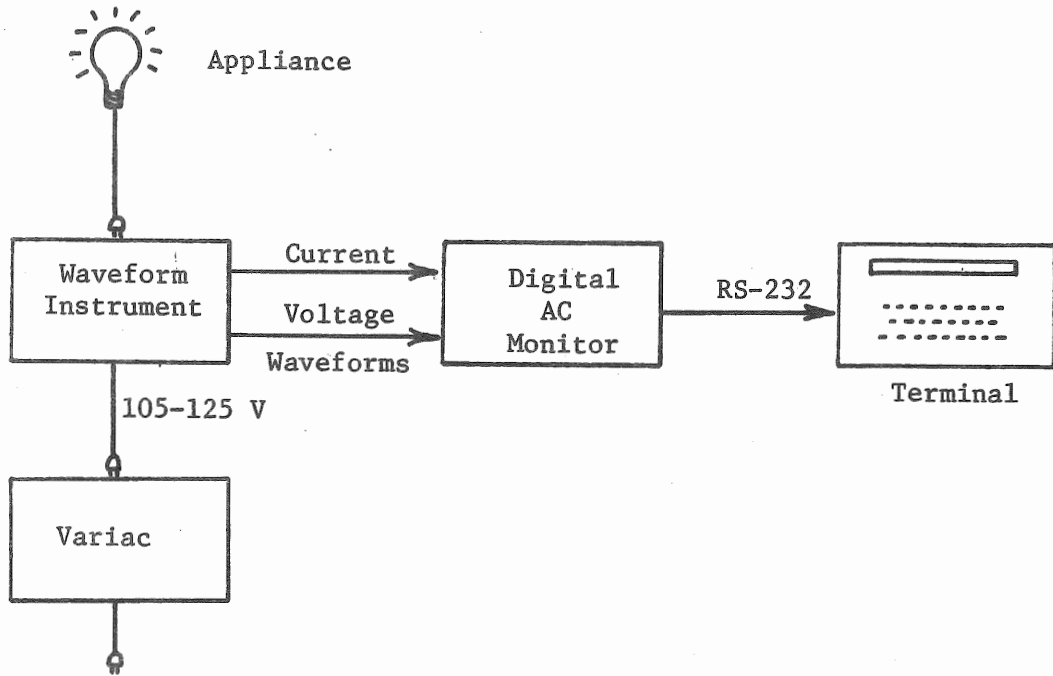 Appliance
Waveform
Instrument
Current
Voltage
Waveforms
Digital
AC
Monitor
RS-232
Terminal
105-125 V
Variac